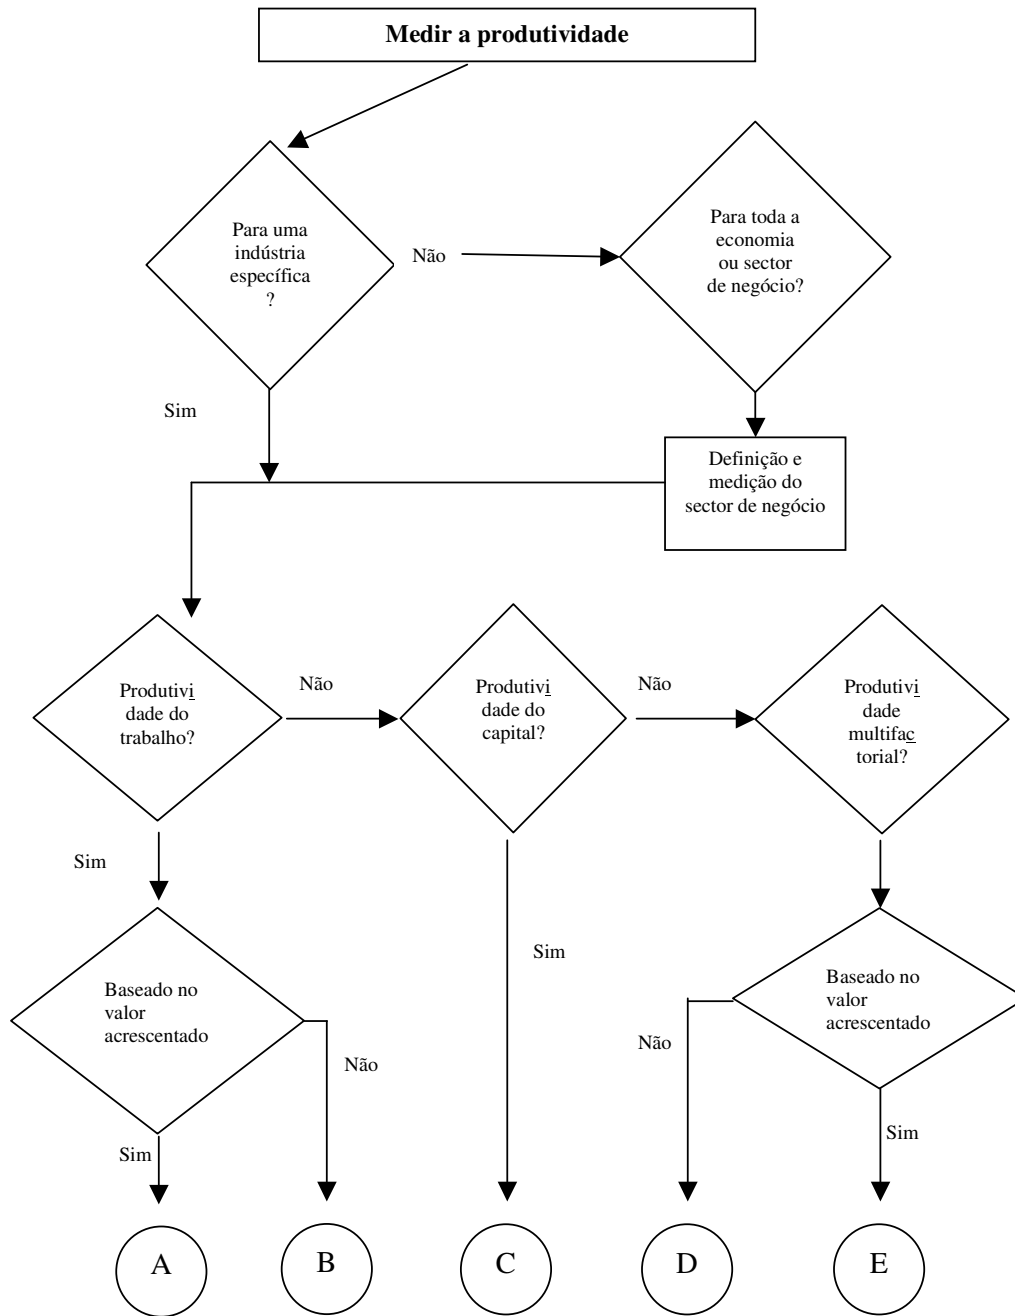 Medir a produtividade
Para uma
indústria
específica
?
Não
Para toda a
economia
ou sector
de negócio?
Sim
Definição e
medição do
sector de negócio
Produtivi
dade do
trabalho?
Não
Produtivi
dade do
capital?
Não
Produtivi
dade
multifac
torial?
Sim
Sim
Baseado no
valor
acrescentado
Não
Sim
Baseado no
valor
acrescentado
Não
Sim
A
B
C
D
E